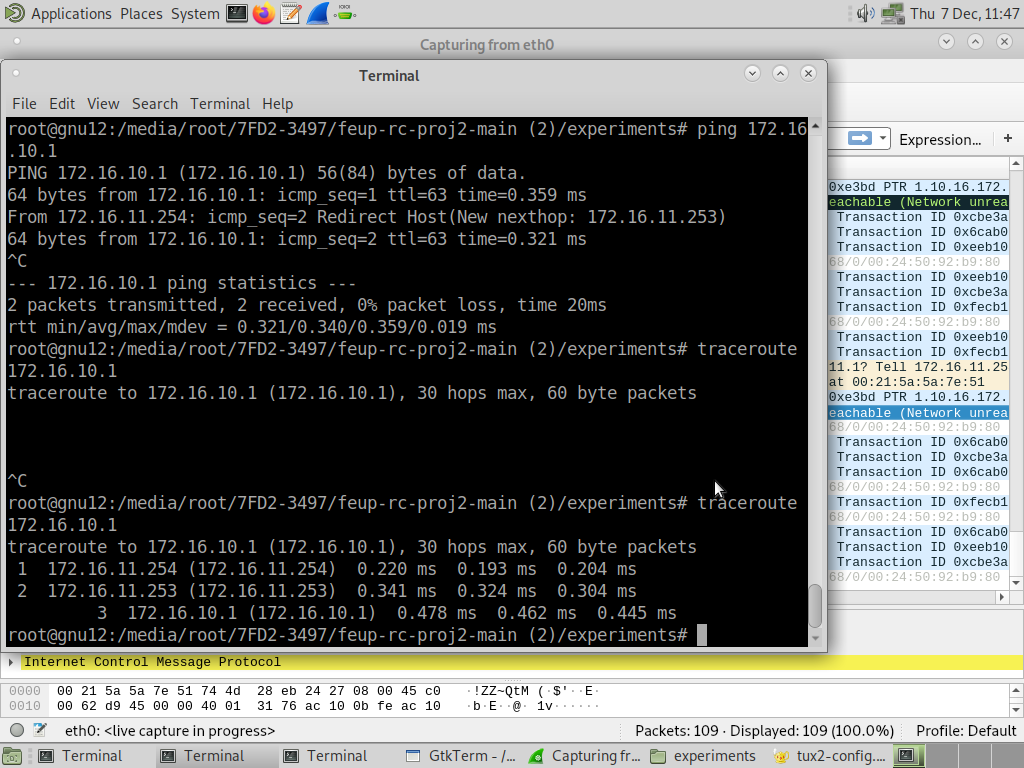 Applications Places System Thu 7 Dec, 11:47
Capturing from eth0
Terminal
File Edit View Search Terminal Help
root@gnu12:/media/root/7FD2-3497/feup-rc-proj2-main (2)/experiments# ping 172.16
.10.1
PING 172.16.10.1 (172.16.10.1) 56(84) bytes of data.
64 bytes from 172.16.10.1: icmp_seq=1 ttl=63 time=0.359 ms
From 172.16.11.254: icmp_seq=2 Redirect Host(New nexthop: 172.16.11.253)
64 bytes from 172.16.10.1: icmp_seq=2 ttl=63 time=0.321 ms
^C
--- 172.16.10.1 ping statistics ---
2 packets transmitted, 2 received, 0% packet loss, time 20ms
rtt min/avg/max/mdev = 0.321/0.340/0.359/0.019 ms
root@gnu12:/media/root/7FD2-3497/feup-rc-proj2-main (2)/experiments# traceroute
172.16.10.1
traceroute to 172.16.10.1 (172.16.10.1), 30 hops max, 60 byte packets
^C
root@gnu12:/media/root/7FD2-3497/feup-rc-proj2-main (2)/experiments# traceroute
172.16.10.1
traceroute to 172.16.10.1 (172.16.10.1), 30 hops max, 60 byte packets
1 172.16.11.254 (172.16.11.254) 0.220 ms 0.193 ms 0.204 ms
2 172.16.11.253 (172.16.11.253) 0.341 ms 0.324 ms 0.304 ms
3 172.16.10.1 (172.16.10.1) 0.478 ms 0.462 ms 0.445 ms
root@gnu12:/media/root/7FD2-3497/feup-rc-proj2-main (2)/experiments#
Expression… +
0xe3bd PTR 1.10.16.172.
eachable (Network unrea
Transaction ID 0xcbe3a
Transaction ID 0x6cab0
Transaction ID 0xeeb10
68/0/00:24:50:92:b9:80
Transaction ID 0xeeb10
Transaction ID 0xcbe3a
Transaction ID 0xfecb1
68/0/00:24:50:92:b9:80
Transaction ID 0xeeb10
Transaction ID 0xfecb1
11.1? Tell 172.16.11.25
at 00:21:5a:5a:7e:51
0xe3bd PTR 1.10.16.172.
eachable (Network unrea
68/0/00:24:50:92:b9:80
Transaction ID 0x6cab0
Transaction ID 0xcbe3a
Transaction ID 0x6cab0
68/0/00:24:50:92:b9:80
Transaction ID 0xfecb1
68/0/00:24:50:92:b9:80
Transaction ID 0x6cab0
Transaction ID 0xeeb10
Transaction ID 0xcbe3a
68/0/00:24:50:92:b9:80
Internet Control Message Protocol
0000 00 21 5a 5a 7e 51 74 4d 28 eb 24 27 08 00 45 c0 ·!ZZ~QtM (·$'··E·
0010 00 62 d9 45 00 00 40 01 31 76 ac 10 0b fe ac 10 ·b·E··@· 1v······
eth0: <live capture in progress> Packets: 109 · Displayed: 109 (100.0%) Profile: Default
Terminal Terminal Terminal GtkTerm - /... Capturing fr... experiments tux2-config....